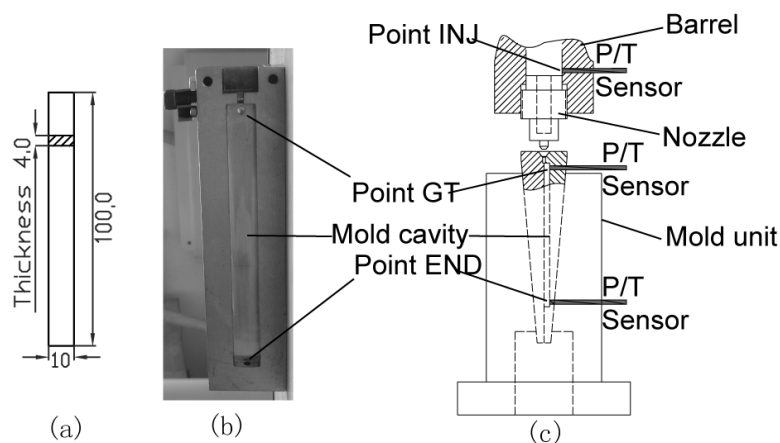 Thickness 4,0
100,0
10
(a)
(b)
Point INJ
Barrel
P/T
Sensor
Nozzle
P/T
Sensor
Point GT
Mold cavity
Mold unit
Point END
P/T
Sensor
(c)